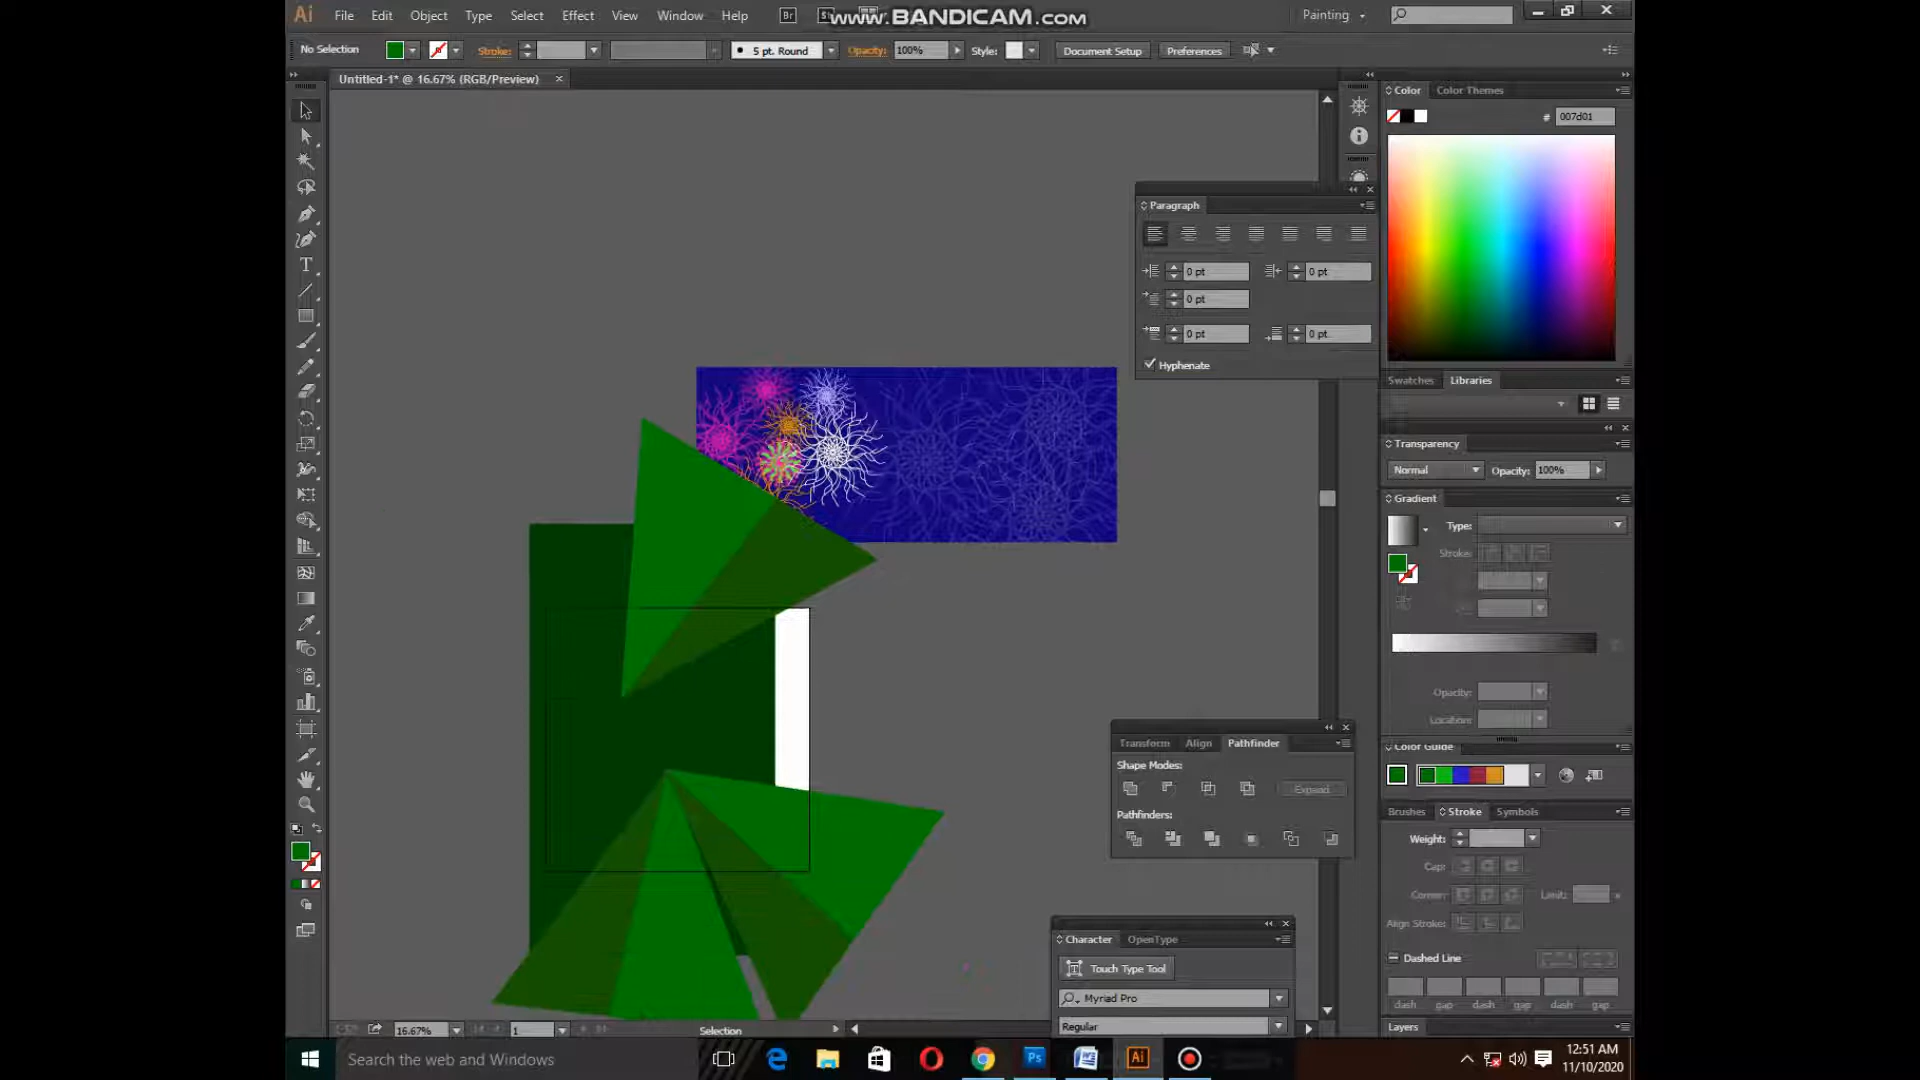 Ai File Edit Object Type Select Effect View Window Help Br St www.BANDICAM.com Painting
No Selection Stroke: 5 pt. Round Opacity: 100% Style: Document Setup Preferences
Untitled-1* @ 16.67% (RGB/Preview)
Color Color Themes
# 007d01
Paragraph
0 pt 0 pt
0 pt
0 pt 0 pt
Hyphenate
Swatches Libraries
Transparency
Normal Opacity: 100%
Gradient
Type:
Stroke:
Opacity:
Location:
Color Guide
Transform Align Pathfinder
Shape Modes:
Expand
Pathfinders:
Brushes Stroke Symbols
Weight:
Cap:
Corner: Limit: x
Align Stroke:
Dashed Line
dash gap dash gap dash gap
Layers
Character OpenType
Touch Type Tool
Myriad Pro
Regular
16.67% 1 Selection
Search the web and Windows
Ps Ai
12:51 AM
11/10/2020